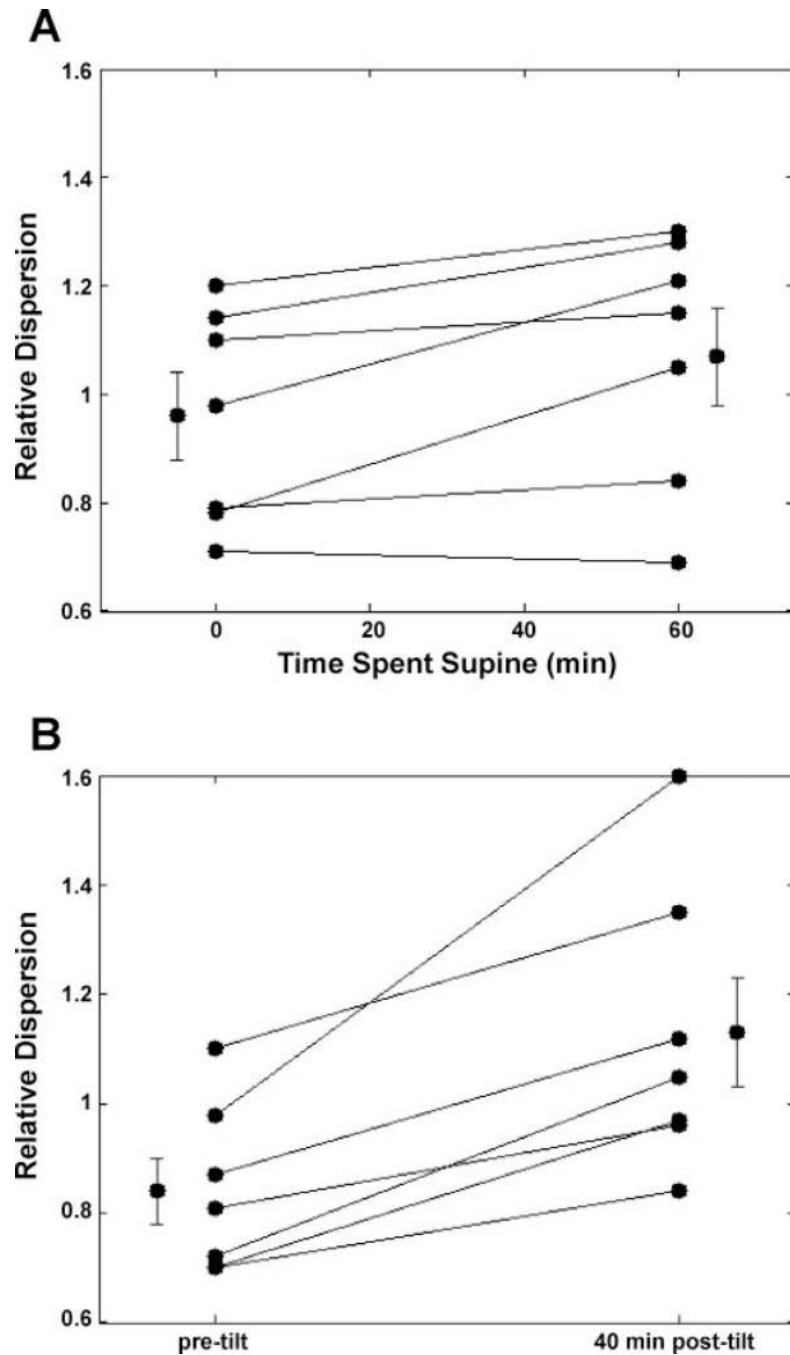 A
1.6
1.4
1.2
1
0.8
0.6
Relative Dispersion
0 20 40 60
Time Spent Supine (min)
B
1.6
1.4
1.2
1
0.8
0.6
Relative Dispersion
pre-tilt 40 min post-tilt